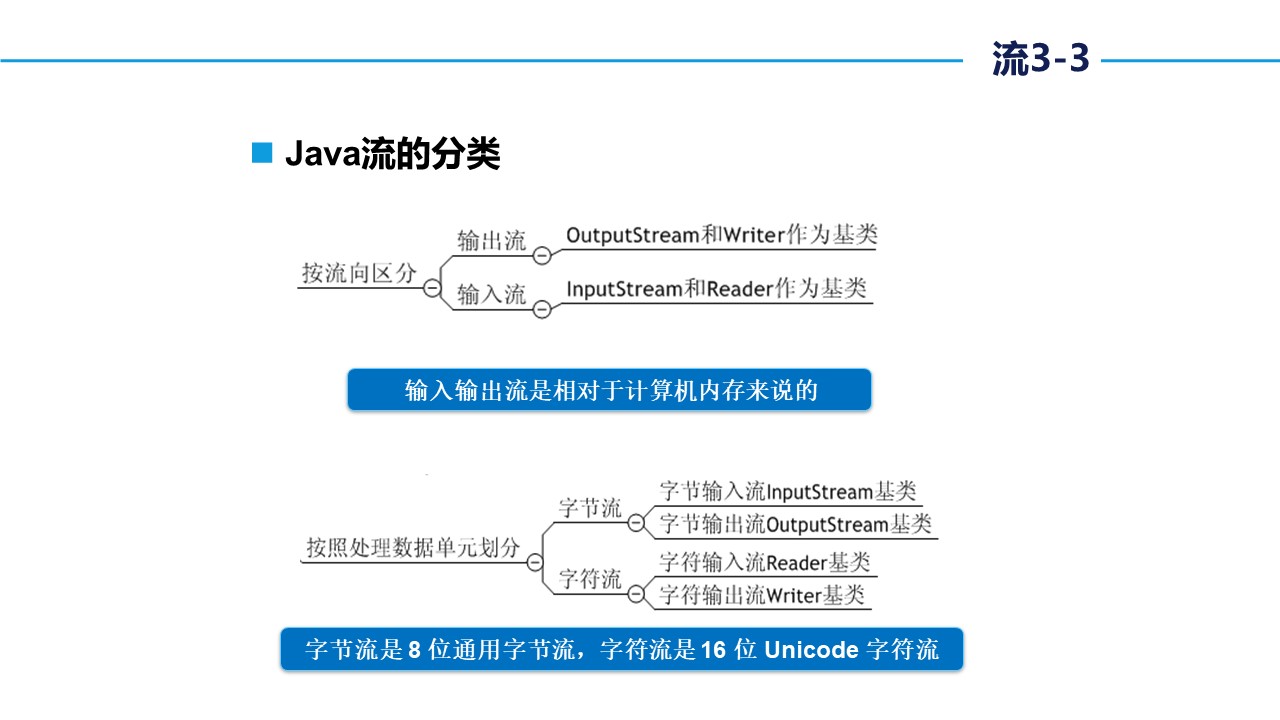 流3-3
Java流的分类
输出流
OutputStream和Writer作为基类
按流向区分
输入流
InputStream和Reader作为基类
输入输出流是相对于计算机内存来说的
字节输入流InputStream基类
字节流
字节输出流OutputStream基类
按照处理数据单元划分
字符输入流Reader基类
字符流
字符输出流Writer基类
字节流是 8 位通用字节流，字符流是 16 位 Unicode 字符流